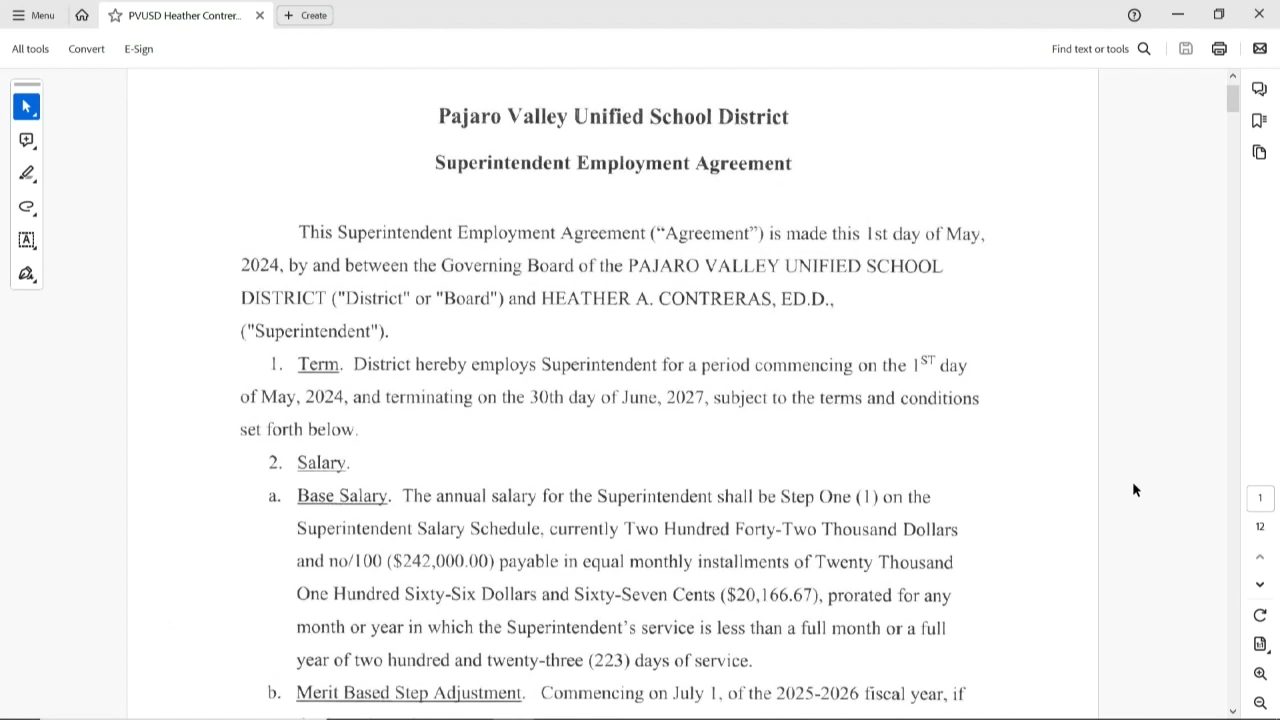 Menu
PVUSD Heather Contrer...
Create
All tools
Convert
E-Sign
Find text or tools
Pajaro Valley Unified School District
Superintendent Employment Agreement
This Superintendent Employment Agreement (“Agreement”) is made this 1st day of May,
2024, by and between the Governing Board of the PAJARO VALLEY UNIFIED SCHOOL
DISTRICT ("District" or "Board") and HEATHER A. CONTRERAS, ED.D.,
("Superintendent").
1. Term. District hereby employs Superintendent for a period commencing on the 1ST day
of May, 2024, and terminating on the 30th day of June, 2027, subject to the terms and conditions
set forth below.
2. Salary.
a. Base Salary. The annual salary for the Superintendent shall be Step One (1) on the
Superintendent Salary Schedule, currently Two Hundred Forty-Two Thousand Dollars
and no/100 ($242,000.00) payable in equal monthly installments of Twenty Thousand
One Hundred Sixty-Six Dollars and Sixty-Seven Cents ($20,166.67), prorated for any
month or year in which the Superintendent’s service is less than a full month or a full
year of two hundred and twenty-three (223) days of service.
b. Merit Based Step Adjustment. Commencing on July 1, of the 2025-2026 fiscal year, if
1
12